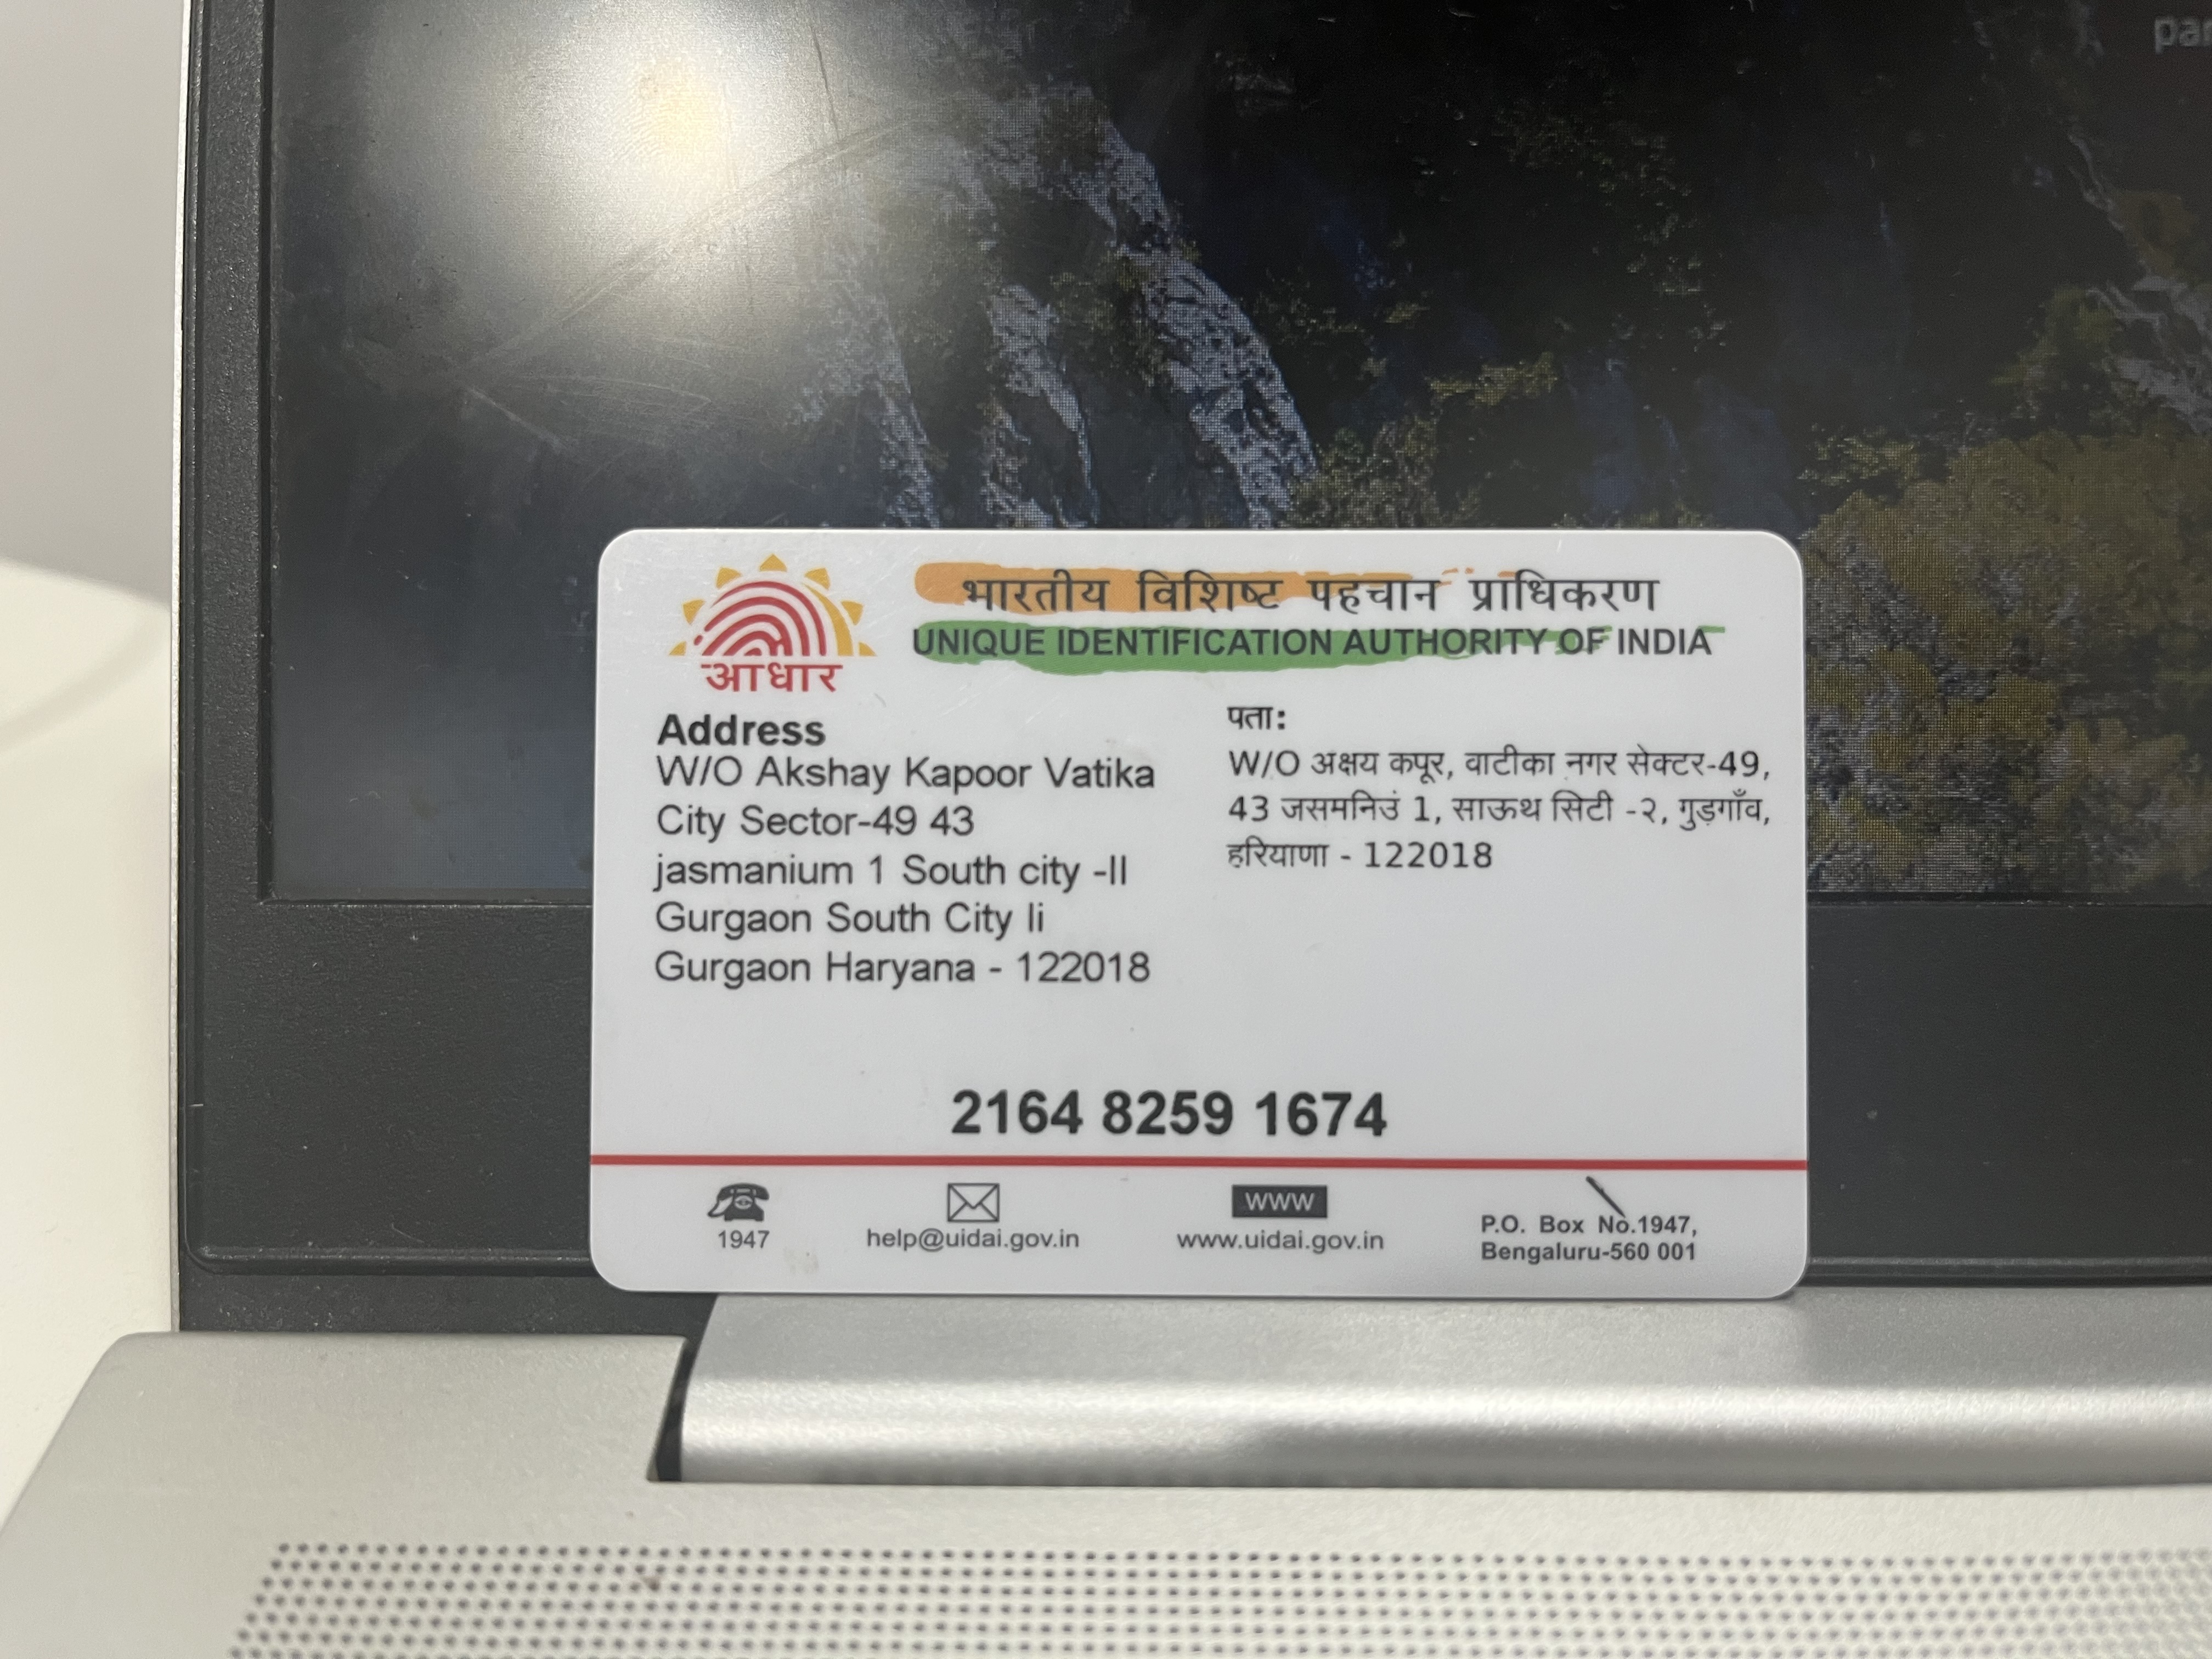 भारतीय विशिष्ट पहचान प्राधिकरण
UNIQUE IDENTIFICATION AUTHORITY OF INDIA
आधार
Address
W/O Akshay Kapoor Vatika
City Sector-49 43
jasmanium 1 South city -II
Gurgaon South City Ii
Gurgaon Haryana - 122018
पता:
W/O अक्षय कपूर, वाटीका नगर सेक्टर-49,
43 जसमनिउं 1, साऊथ सिटी -२, गुड़गाँव,
हरियाणा - 122018
2164 8259 1674
1947
help@uidai.gov.in
WWW
www.uidai.gov.in
P.O. Box No.1947,
Bengaluru-560 001